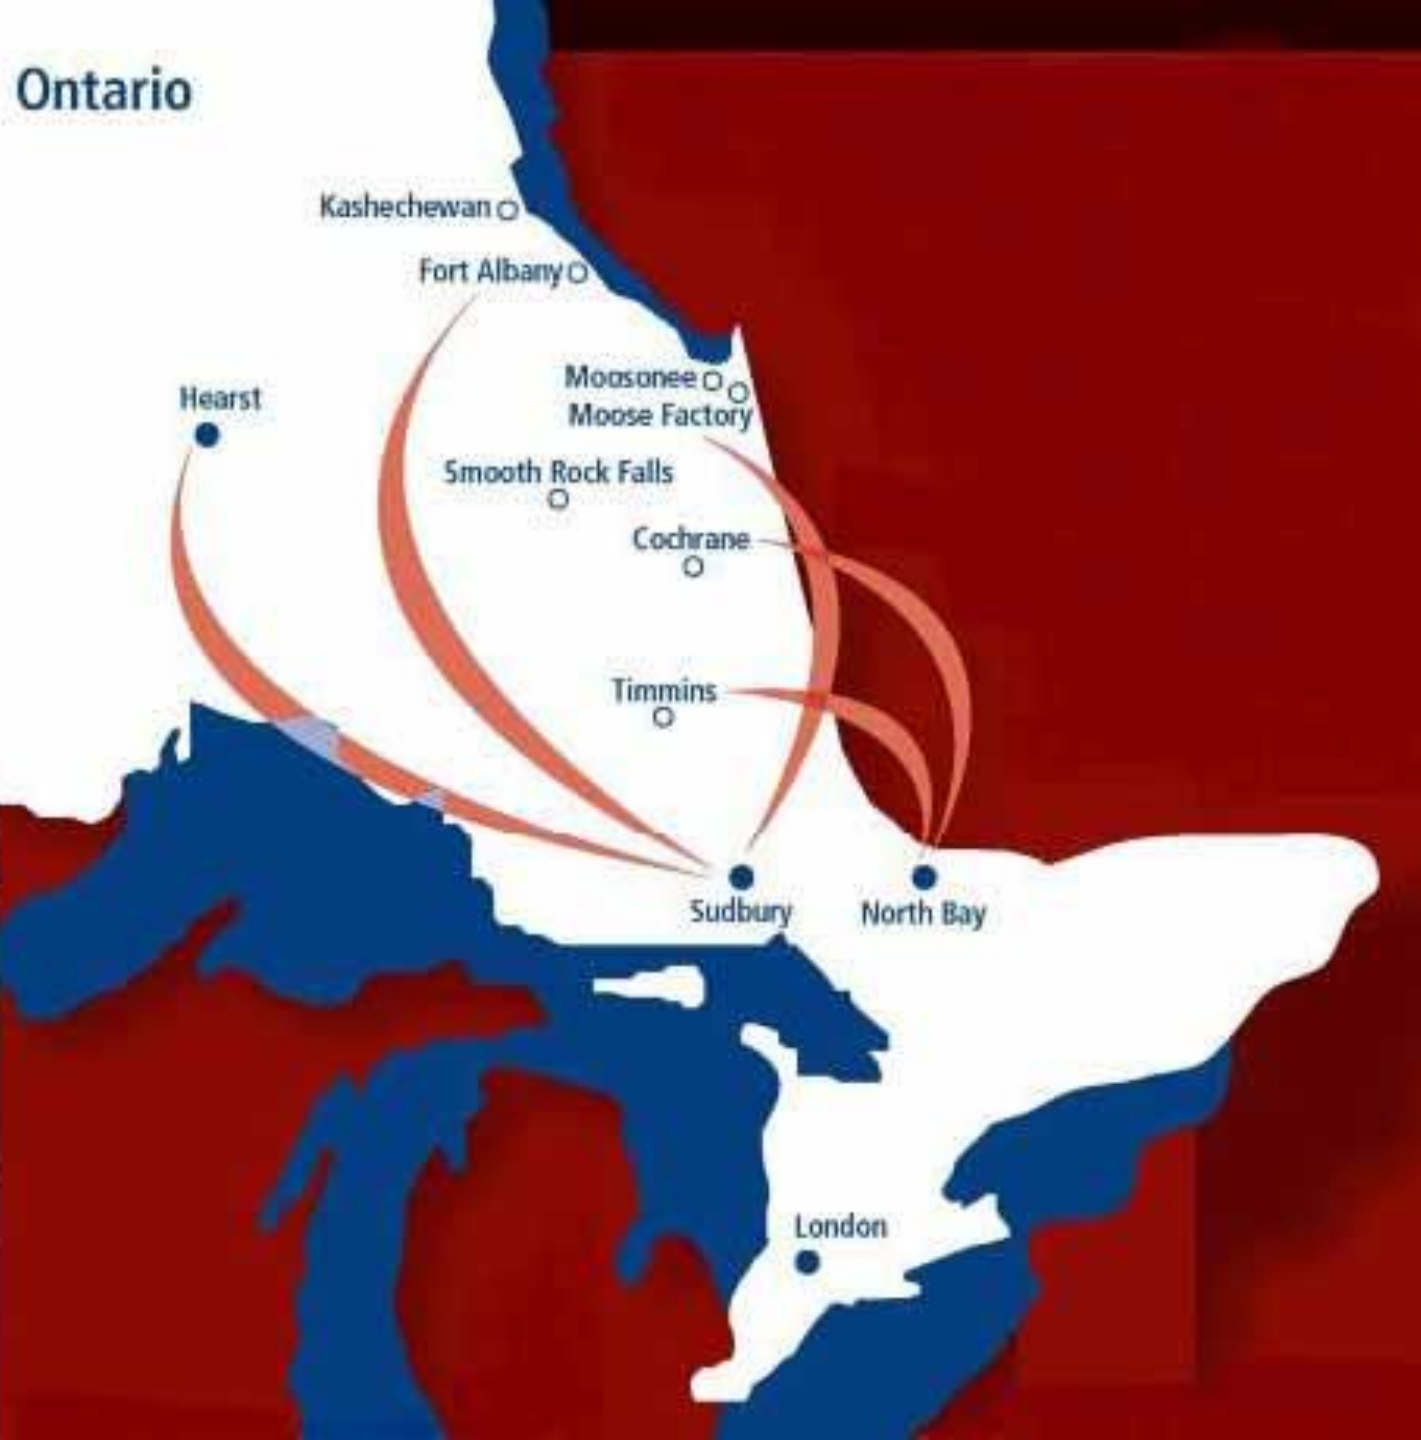 Ontario
Kashechewan
Fort Albany
Moosonee
Hearst
Moose Factory
Smooth Rock Falls
Cochrane
Timmins
Sudbury
North Bay
London